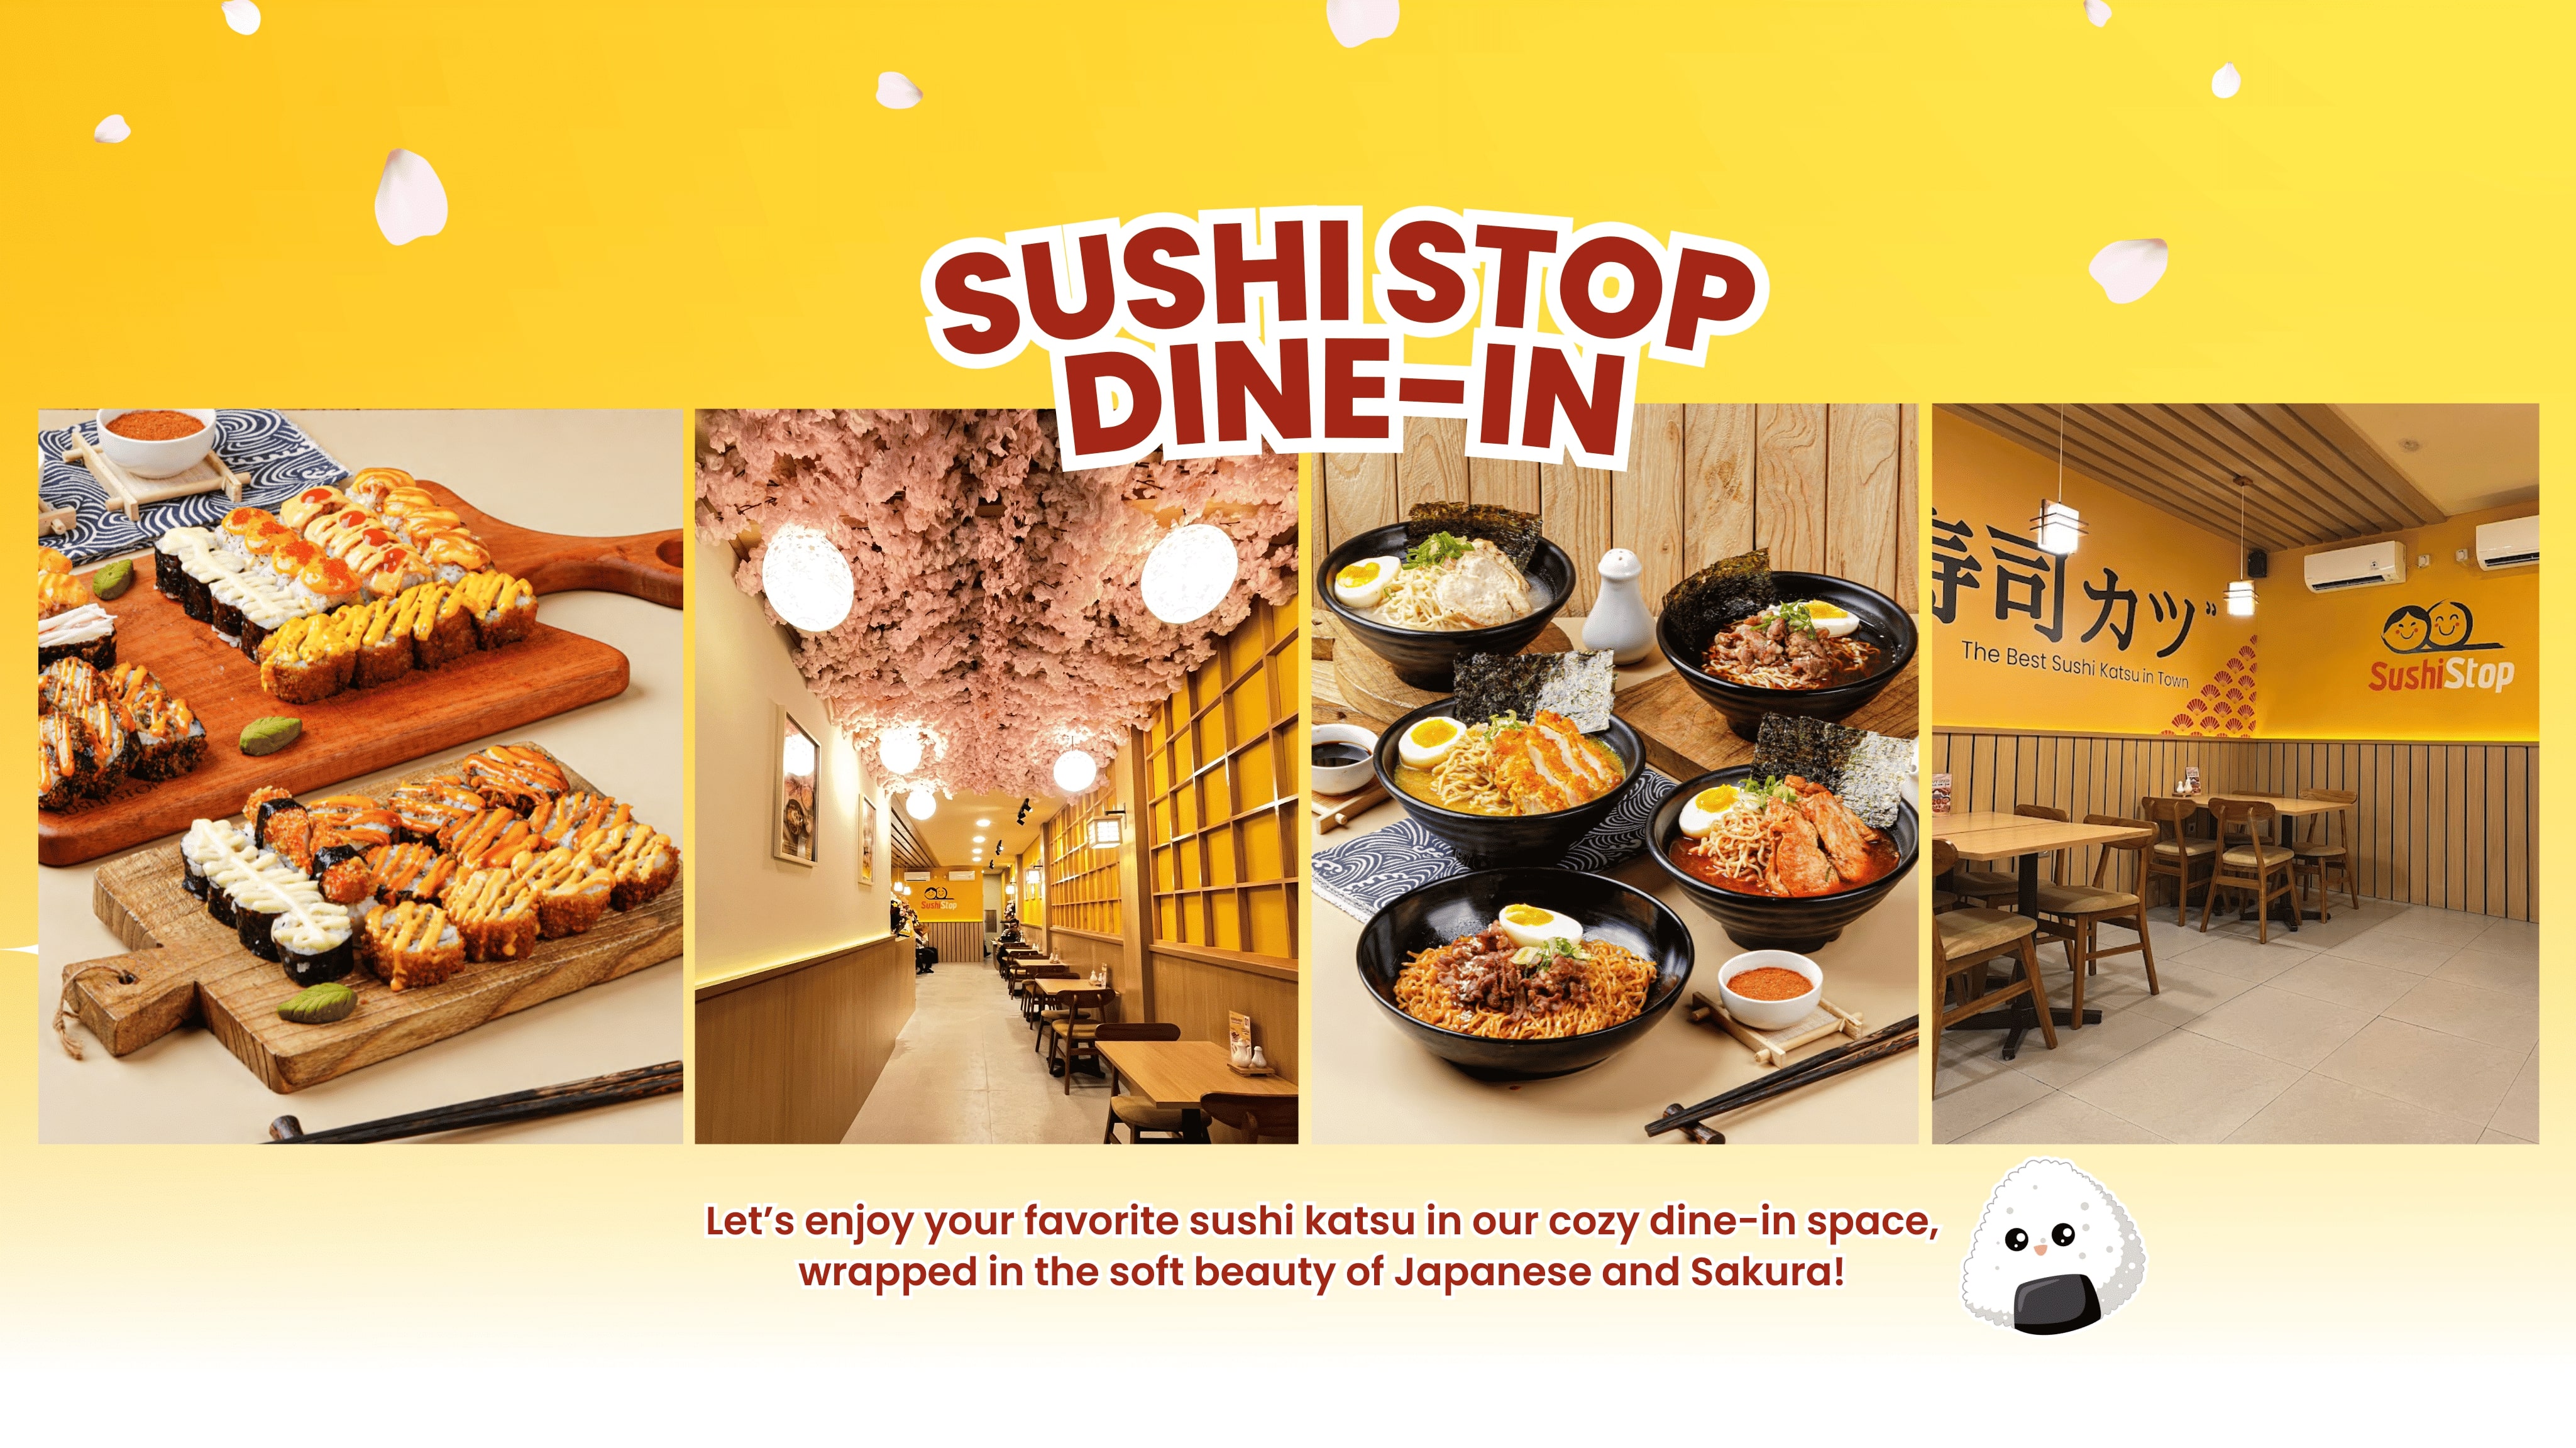 SUSHI STOP
DINE-IN
SushiStop
寿司カツ”
The Best Sushi Katsu in Town
SushiStop
Let’s enjoy your favorite sushi katsu in our cozy dine-in space,
wrapped in the soft beauty of Japanese and Sakura!